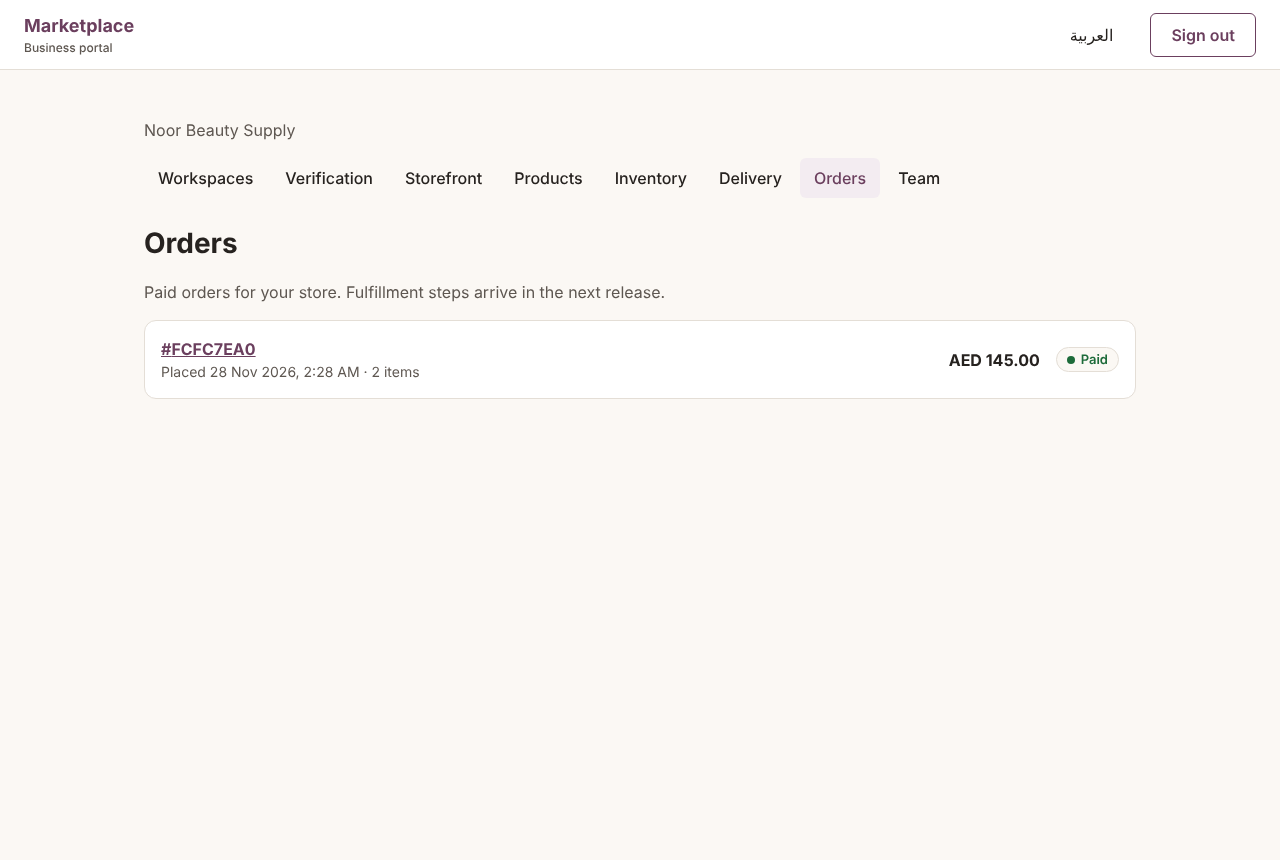 Marketplace
Business portal
العربية
Sign out
Noor Beauty Supply
Workspaces Verification Storefront Products Inventory Delivery Orders Team
Orders
Paid orders for your store. Fulfillment steps arrive in the next release.
#FCFC7EA0
Placed 28 Nov 2026, 2:28 AM · 2 items
AED 145.00
Paid